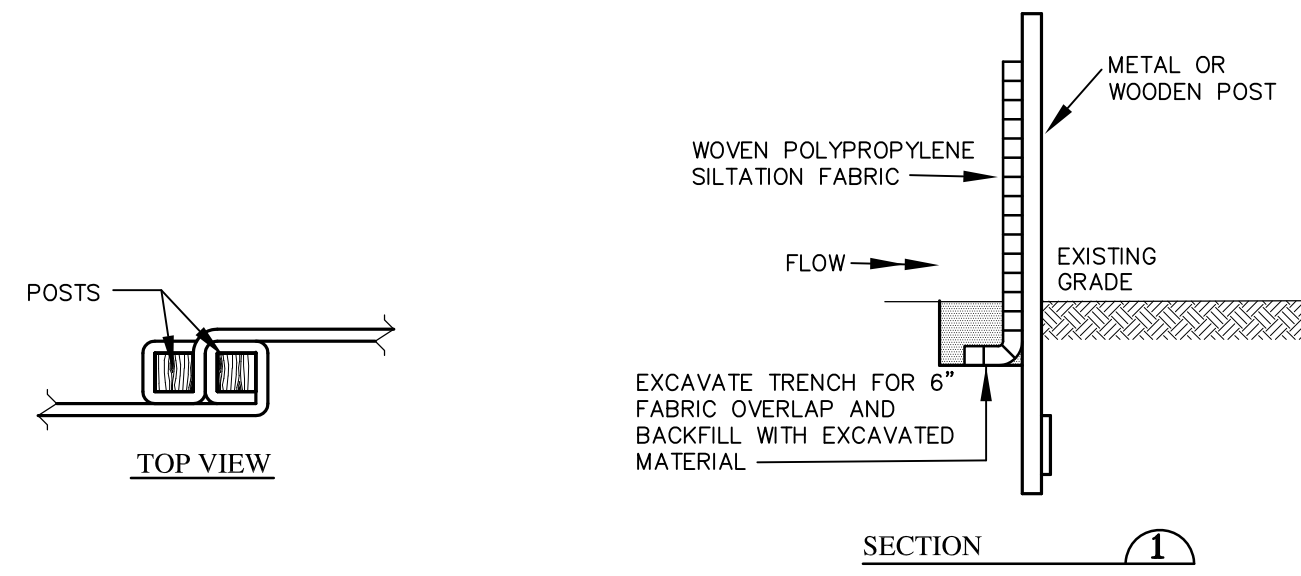 POSTS
TOP VIEW
METAL OR
WOODEN POST
WOVEN POLYPROPYLENE
SILTATION FABRIC
FLOW
EXISTING
GRADE
EXCAVATE TRENCH FOR 6"
FABRIC OVERLAP AND
BACKFILL WITH EXCAVATED
MATERIAL
SECTION 1